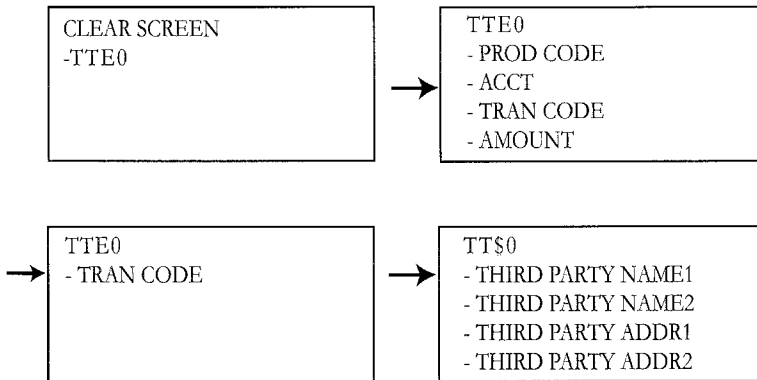 CLEAR SCREEN
-TTE0
TTE0
- PROD CODE
- ACCT
- TRAN CODE
- AMOUNT
TTE0
- TRAN CODE
TT$0
- THIRD PARTY NAME1
- THIRD PARTY NAME2
- THIRD PARTY ADDR1
- THIRD PARTY ADDR2